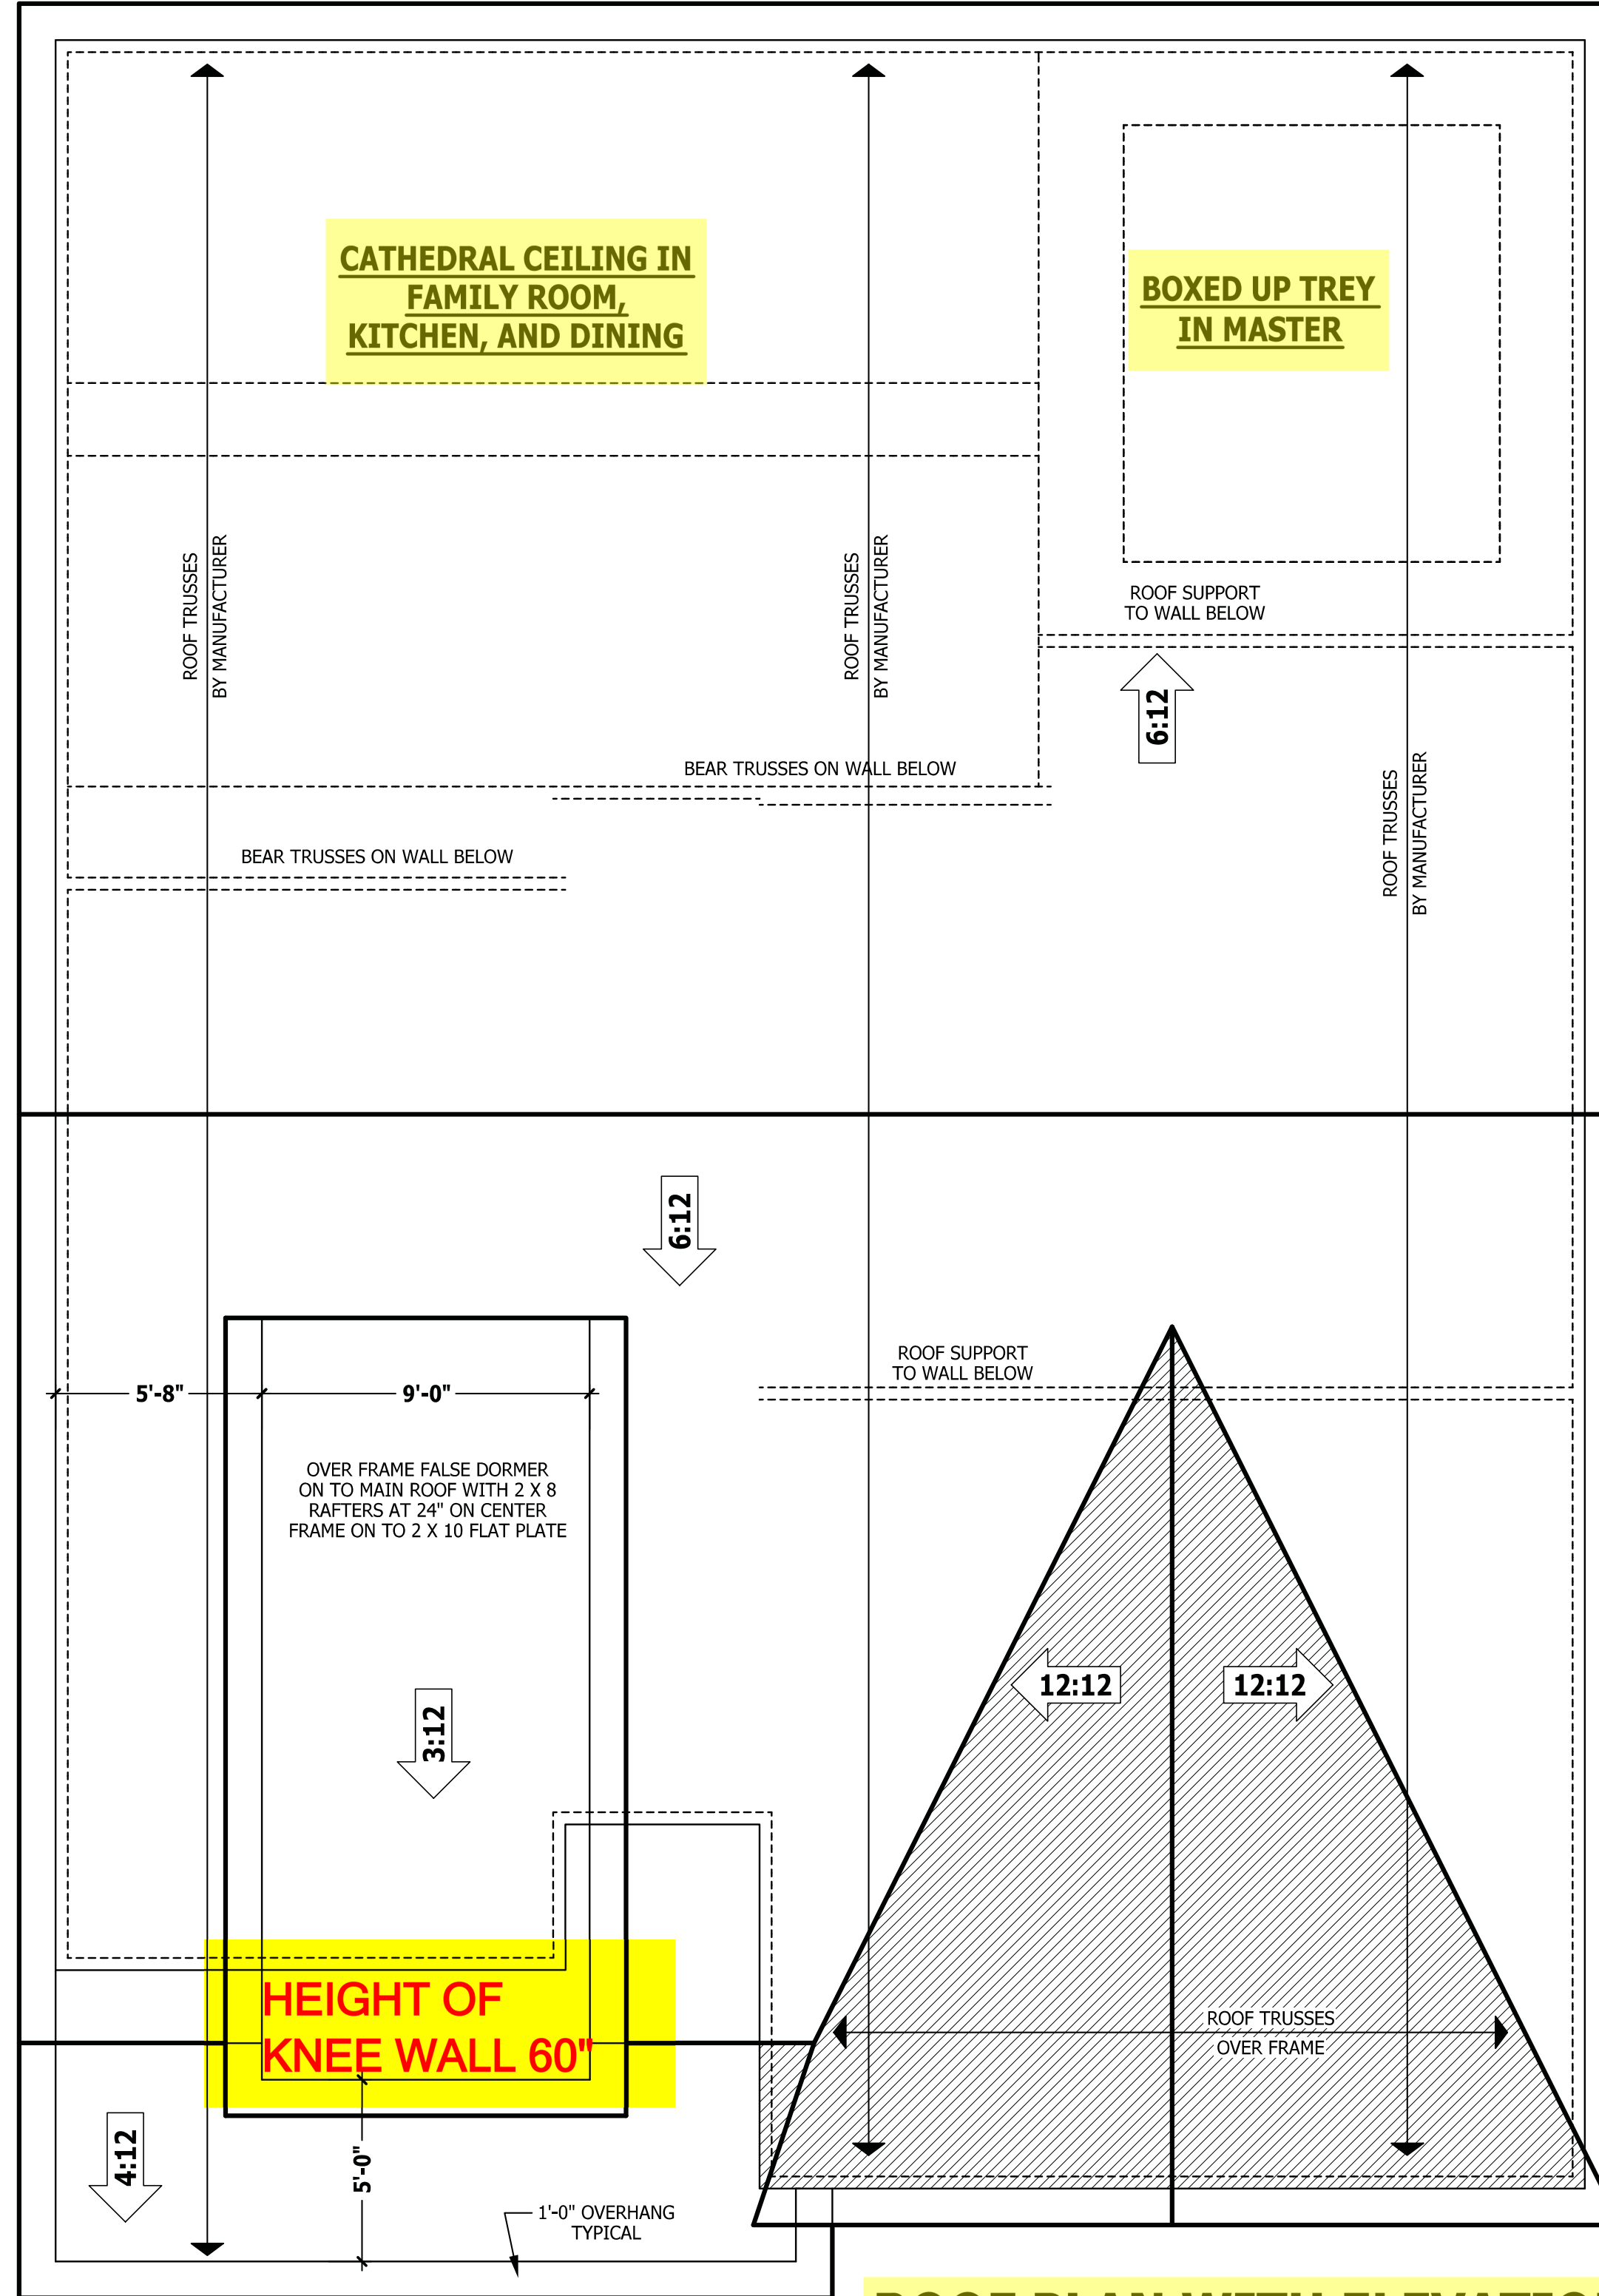 CATHEDRAL CEILING IN
FAMILY ROOM,
KITCHEN, AND DINING
BOXED UP TREY
IN MASTER
ROOF TRUSSES
BY MANUFACTURER
ROOF TRUSSES
BY MANUFACTURER
ROOF SUPPORT
TO WALL BELOW
6:12
BEAR TRUSSES ON WALL BELOW
ROOF TRUSSES
BY MANUFACTURER
BEAR TRUSSES ON WALL BELOW
6:12
ROOF SUPPORT
TO WALL BELOW
5'-8"
9'-0"
OVER FRAME FALSE DORMER
ON TO MAIN ROOF WITH 2 X 8
RAFTERS AT 24" ON CENTER
FRAME ON TO 2 X 10 FLAT PLATE
12:12
12:12
3:12
HEIGHT OF
KNEE WALL 60"
ROOF TRUSSES
OVER FRAME
4:12
5'-0"
1'-0" OVERHANG
TYPICAL
ROOF PLAN WITH